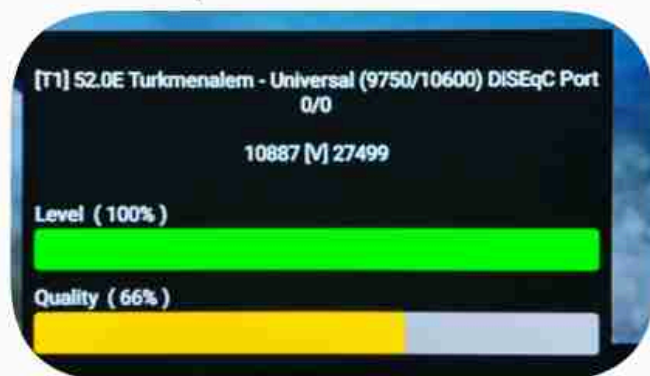 [T1] 52.0E Turkmenalem - Universal (9750/10600) DiSEqC Port
0/0
10887 [V] 27499
Level ( 100% )
Quality ( 66% )